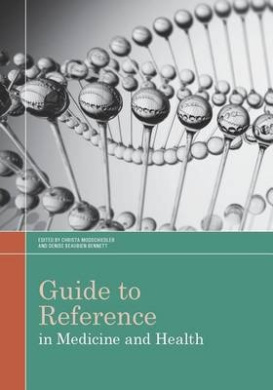 EDITED BY CHRISTA MODSCHIEDLER
AND DENISE BEAUBIEN BENNETT
Guide to
Reference
in Medicine and Health